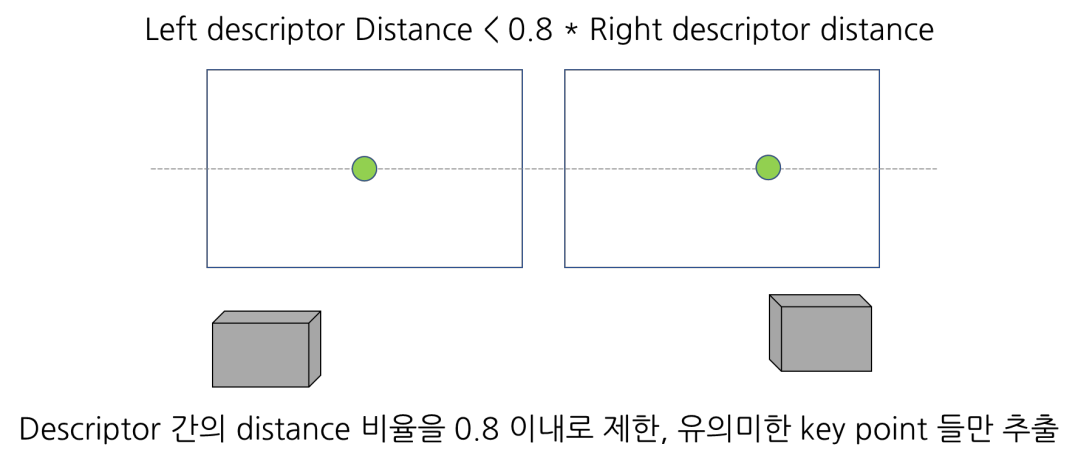 Left descriptor Distance < 0.8 * Right descriptor distance
Descriptor 간의 distance 비율을 0.8 이내로 제한, 유의미한 key point 들만 추출